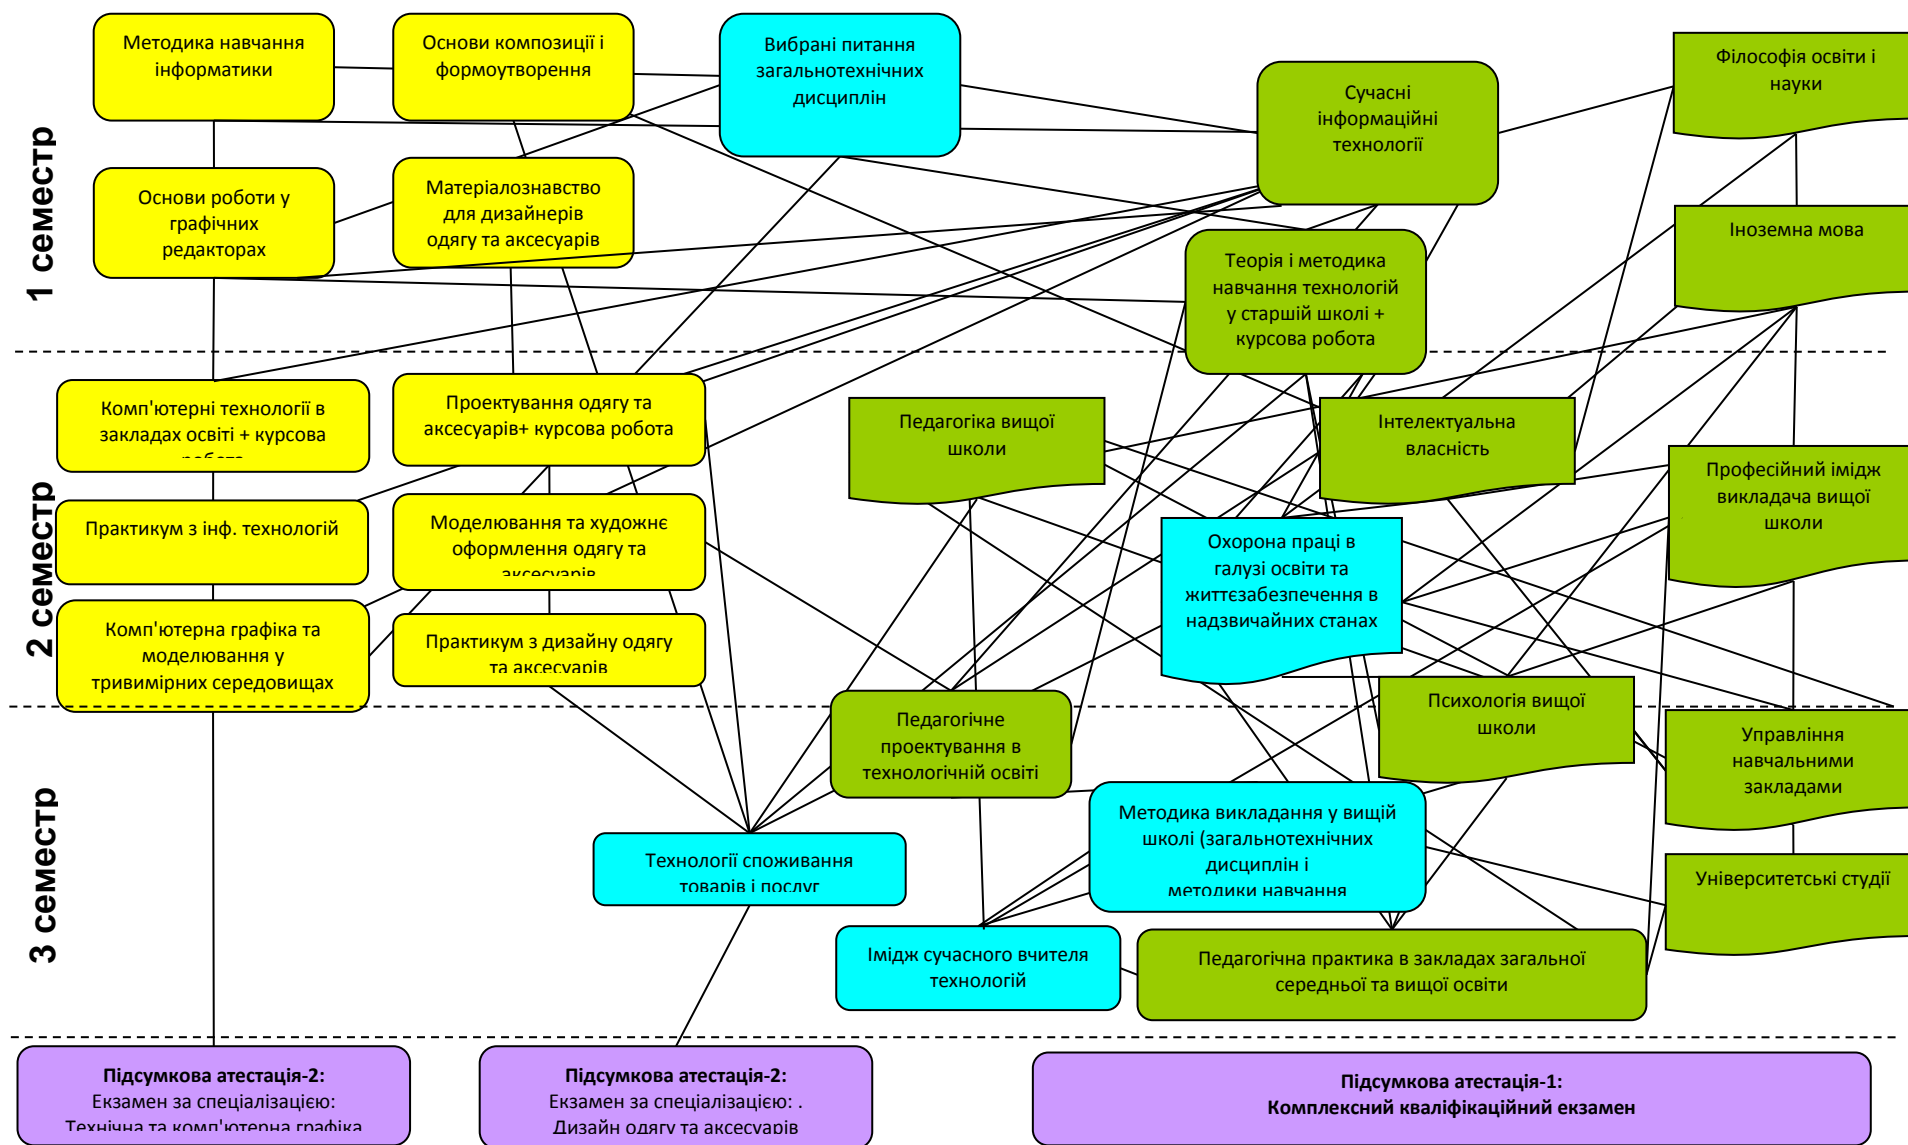 1 семестр
Методика навчання
інформатики
Основи композиції і
формоутворення
Вибрані питання
загальнотехнічних
дисциплін
Сучасні
інформаційні
технології
Філософія освіти і
науки
Основи роботи у
графічних
редакторах
Матеріалознавство
для дизайнерів
одягу та аксесуарів
Теорія і методика
навчання технологій
у старшій школі +
курсова робота
Іноземна мова
2 семестр
Комп'ютерні технології в
закладах освіті + курсова
робота
Проектування одягу та
аксесуарів+ курсова робота
Педагогіка вищої
школи
Інтелектуальна
власність
Професійний імідж
викладача вищої
школи
Практикум з інф. технологій
Моделювання та художнє
оформлення одягу та
аксесуарів
Охорона праці в
галузі освіти та
життєзабезпечення в
надзвичайних станах
Комп'ютерна графіка та
моделювання у
тривимірних середовищах
Практикум з дизайну одягу
та аксесуарів
Психологія вищої
школи
3 семестр
Педагогічне
проектування в
технологічній освіті
Управління
навчальними
закладами
Технології споживання
товарів і послуг
Методика викладання у вищій
школі (загальнотехнічних
дисциплін і
методики навчання
Університетські студії
Імідж сучасного вчителя
технологій
Педагогічна практика в закладах загальної
середньої та вищої освіти
Підсумкова атестація-2:
Екзамен за спеціалізацією:
Технічна та комп'ютерна графіка
Підсумкова атестація-2:
Екзамен за спеціалізацією: .
Дизайн одягу та аксесуарів
Підсумкова атестація-1:
Комплексний кваліфікаційний екзамен